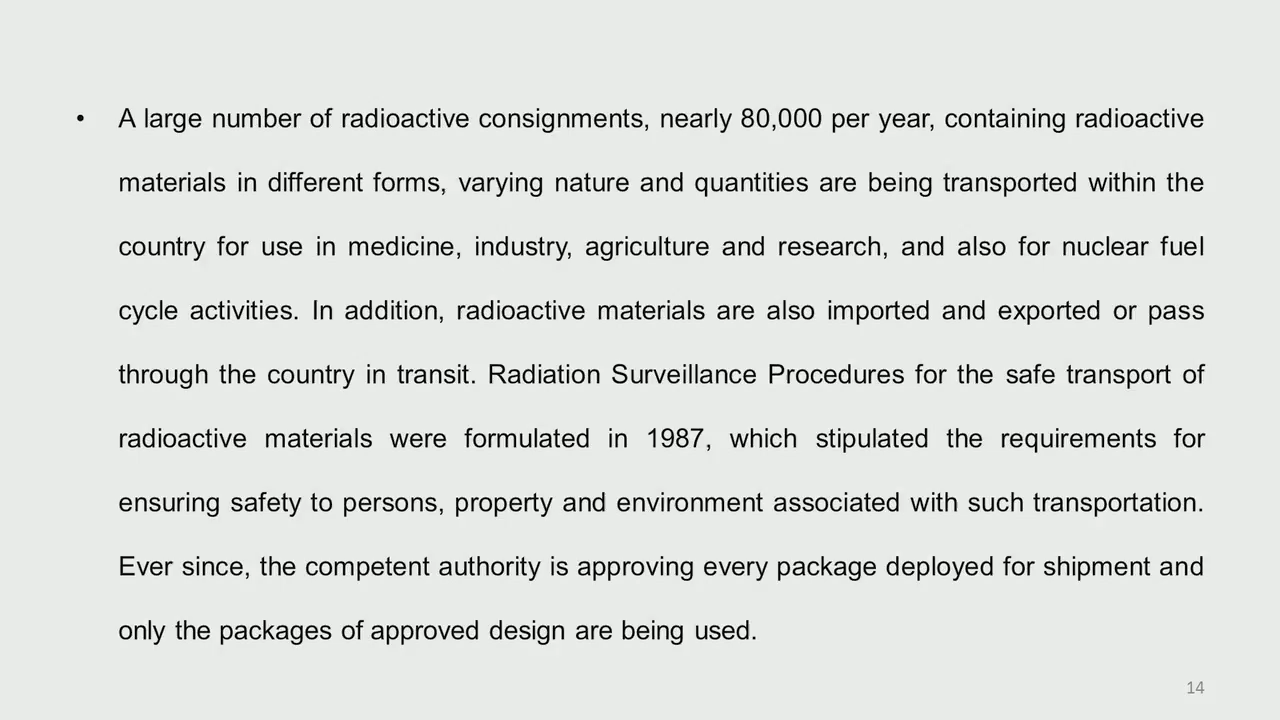 • A large number of radioactive consignments, nearly 80,000 per year, containing radioactive
materials in different forms, varying nature and quantities are being transported within the
country for use in medicine, industry, agriculture and research, and also for nuclear fuel
cycle activities. In addition, radioactive materials are also imported and exported or pass
through the country in transit. Radiation Surveillance Procedures for the safe transport of
radioactive materials were formulated in 1987, which stipulated the requirements for
ensuring safety to persons, property and environment associated with such transportation.
Ever since, the competent authority is approving every package deployed for shipment and
only the packages of approved design are being used.
14